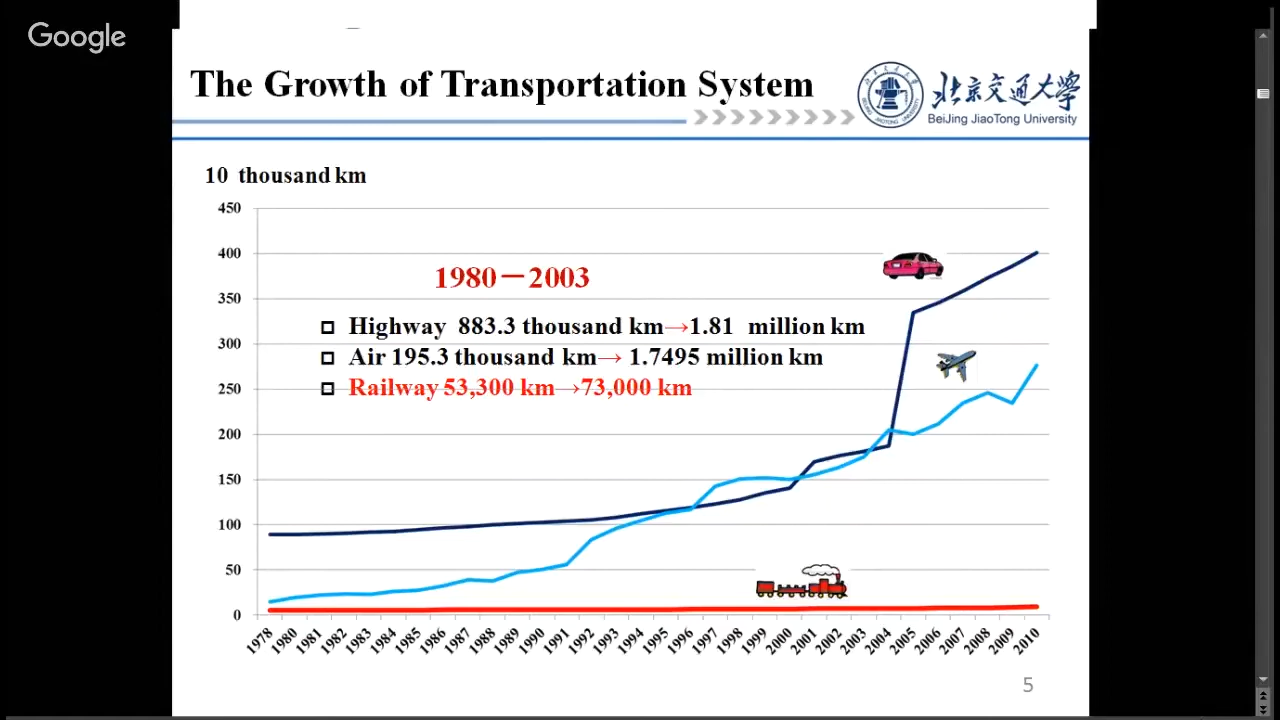 Google
The Growth of Transportation System
北京交通大学
BeiJing JiaoTong University
10 thousand km
450
400
350
300
250
200
150
100
50
0
1980－2003
Highway 883.3 thousand km→1.81 million km
Air 195.3 thousand km→ 1.7495 million km
Railway 53,300 km→73,000 km
1978 1980 1981 1982 1983 1984 1985 1986 1987 1988 1989 1990 1991 1992 1993 1994 1995 1996 1997 1998 1999 2000 2001 2002 2003 2004 2005 2006 2007 2008 2009 2010
5